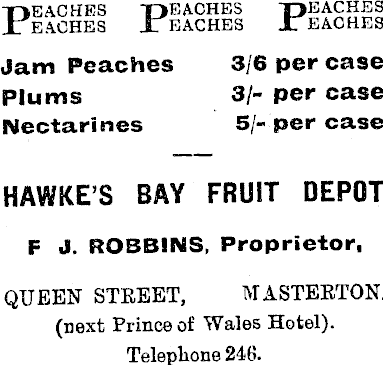 PEACHES PEACHES PEACHES
PEACHES PEACHES PEACHES
Jam Peaches 3/6 per case
Plums 3/- per case
Nectarines 5/- per case
HAWKE'S BAY FRUIT DEPOT
F J. ROBBINS, Proprietor,
QUEEN STREET, MASTERTON.
(next Prince of Wales Hotel).
Telephone 246.